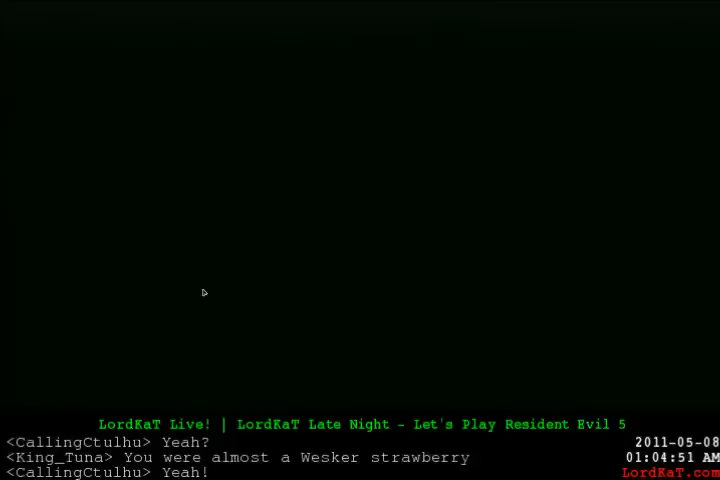 LordKaT Live! | LordKaT Late Night - Let's Play Resident Evil 5
<CallingCtulhu> Yeah?
2011-05-08
<King_Tuna> You were almost a Wesker strawberry
01:04:51 AM
<CallingCtulhu> Yeah!
LordKaT.com